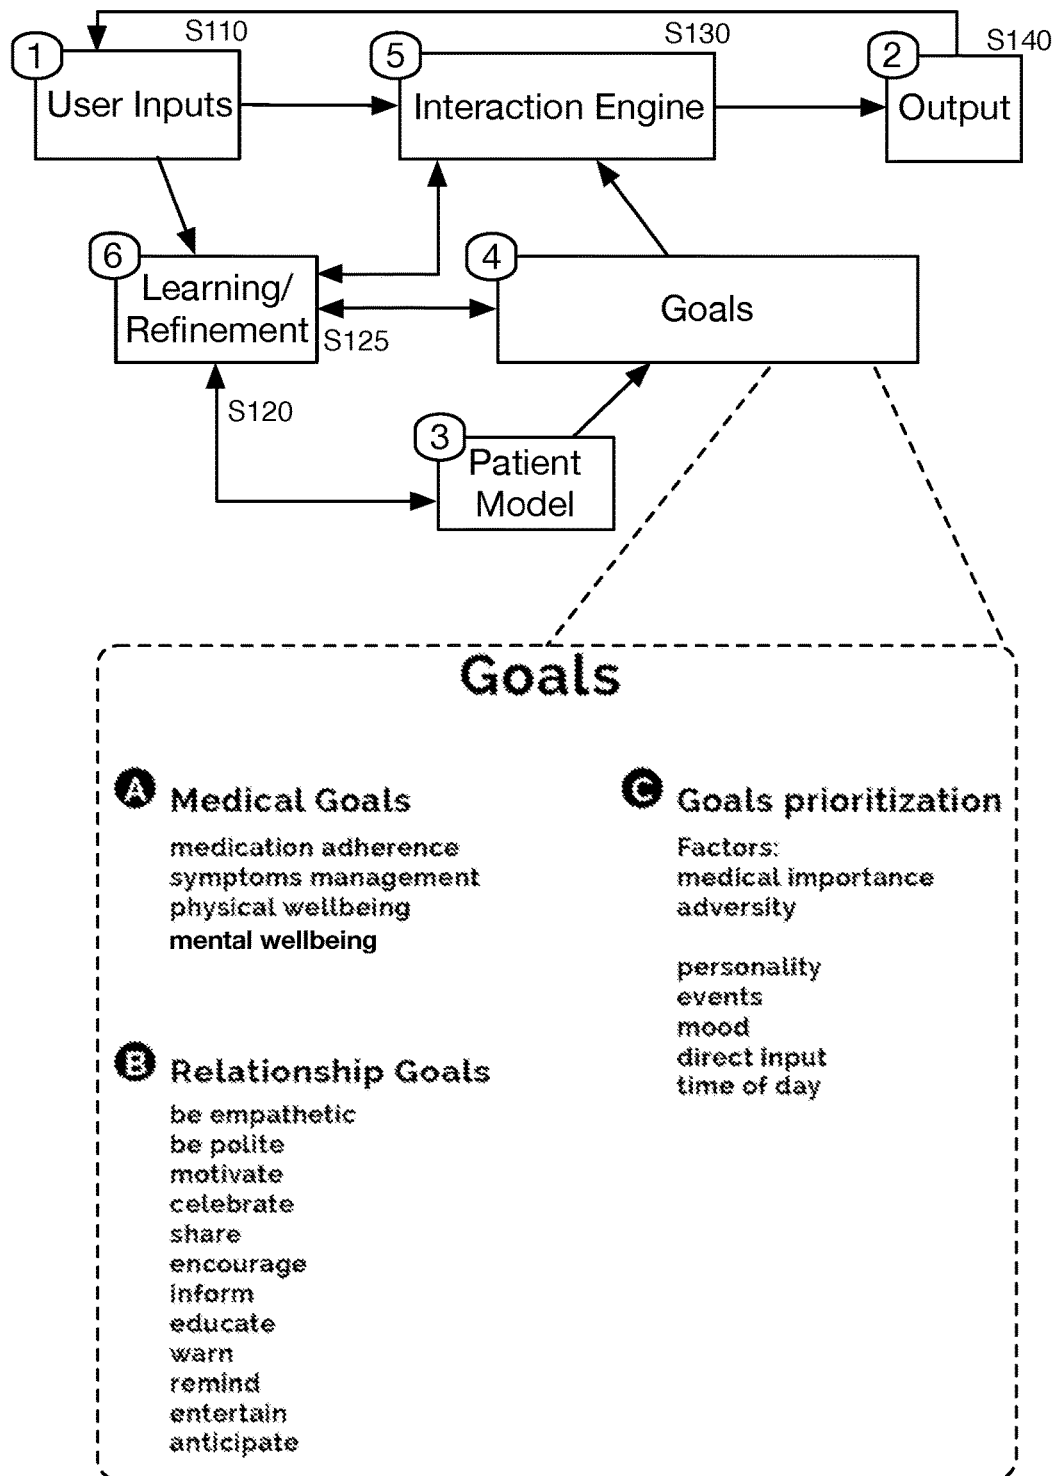 S110
S130
S140
1
User Inputs
5
Interaction Engine
2
Output
6
Learning/
Refinement
S125
4
Goals
S120
3
Patient
Model
Goals
A Medical Goals
medication adherence
symptoms management
physical wellbeing
mental wellbeing
B Relationship Goals
be empathetic
be polite
motivate
celebrate
share
encourage
inform
educate
warn
remind
entertain
anticipate
C Goals prioritization
Factors:
medical importance
adversity
personality
events
mood
direct input
time of day